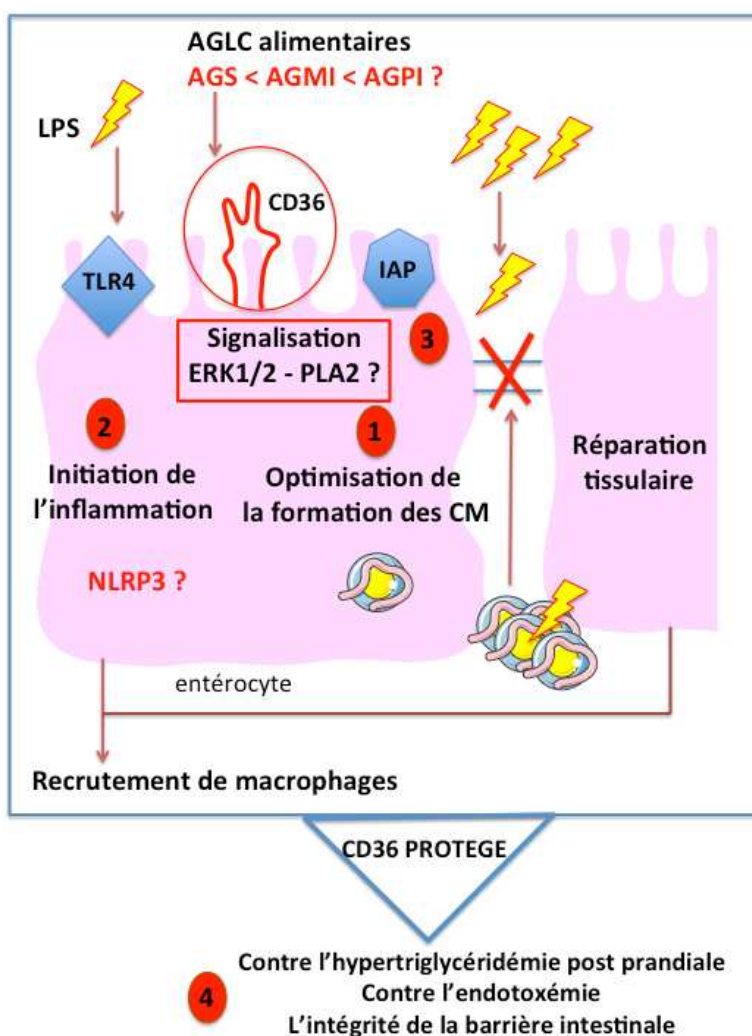 AGLC alimentaires
AGS < AGMI < AGPI ?
LPS
CD36
TLR4
IAP
Signalisation
ERK1/2 - PLA2 ?
3
2
1
Initiation de
l'inflammation
Optimisation de
la formation des CM
Réparation
tissulaire
NLRP3 ?
entérocyte
Recrutement de macrophages
CD36 PROTEGE
4
Contre l'hypertriglycéridémie post prandiale
Contre l'endotoxémie
L'intégrité de la barrière intestinale